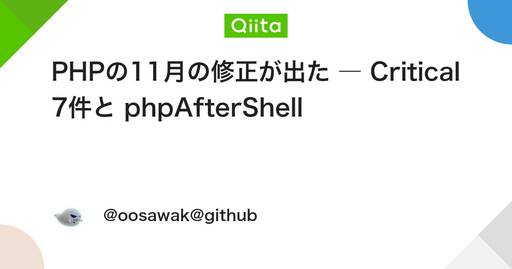 Qiita
PHPの11月の修正が出た ― Critical
7件と phpAfterShell
@oosawak@github